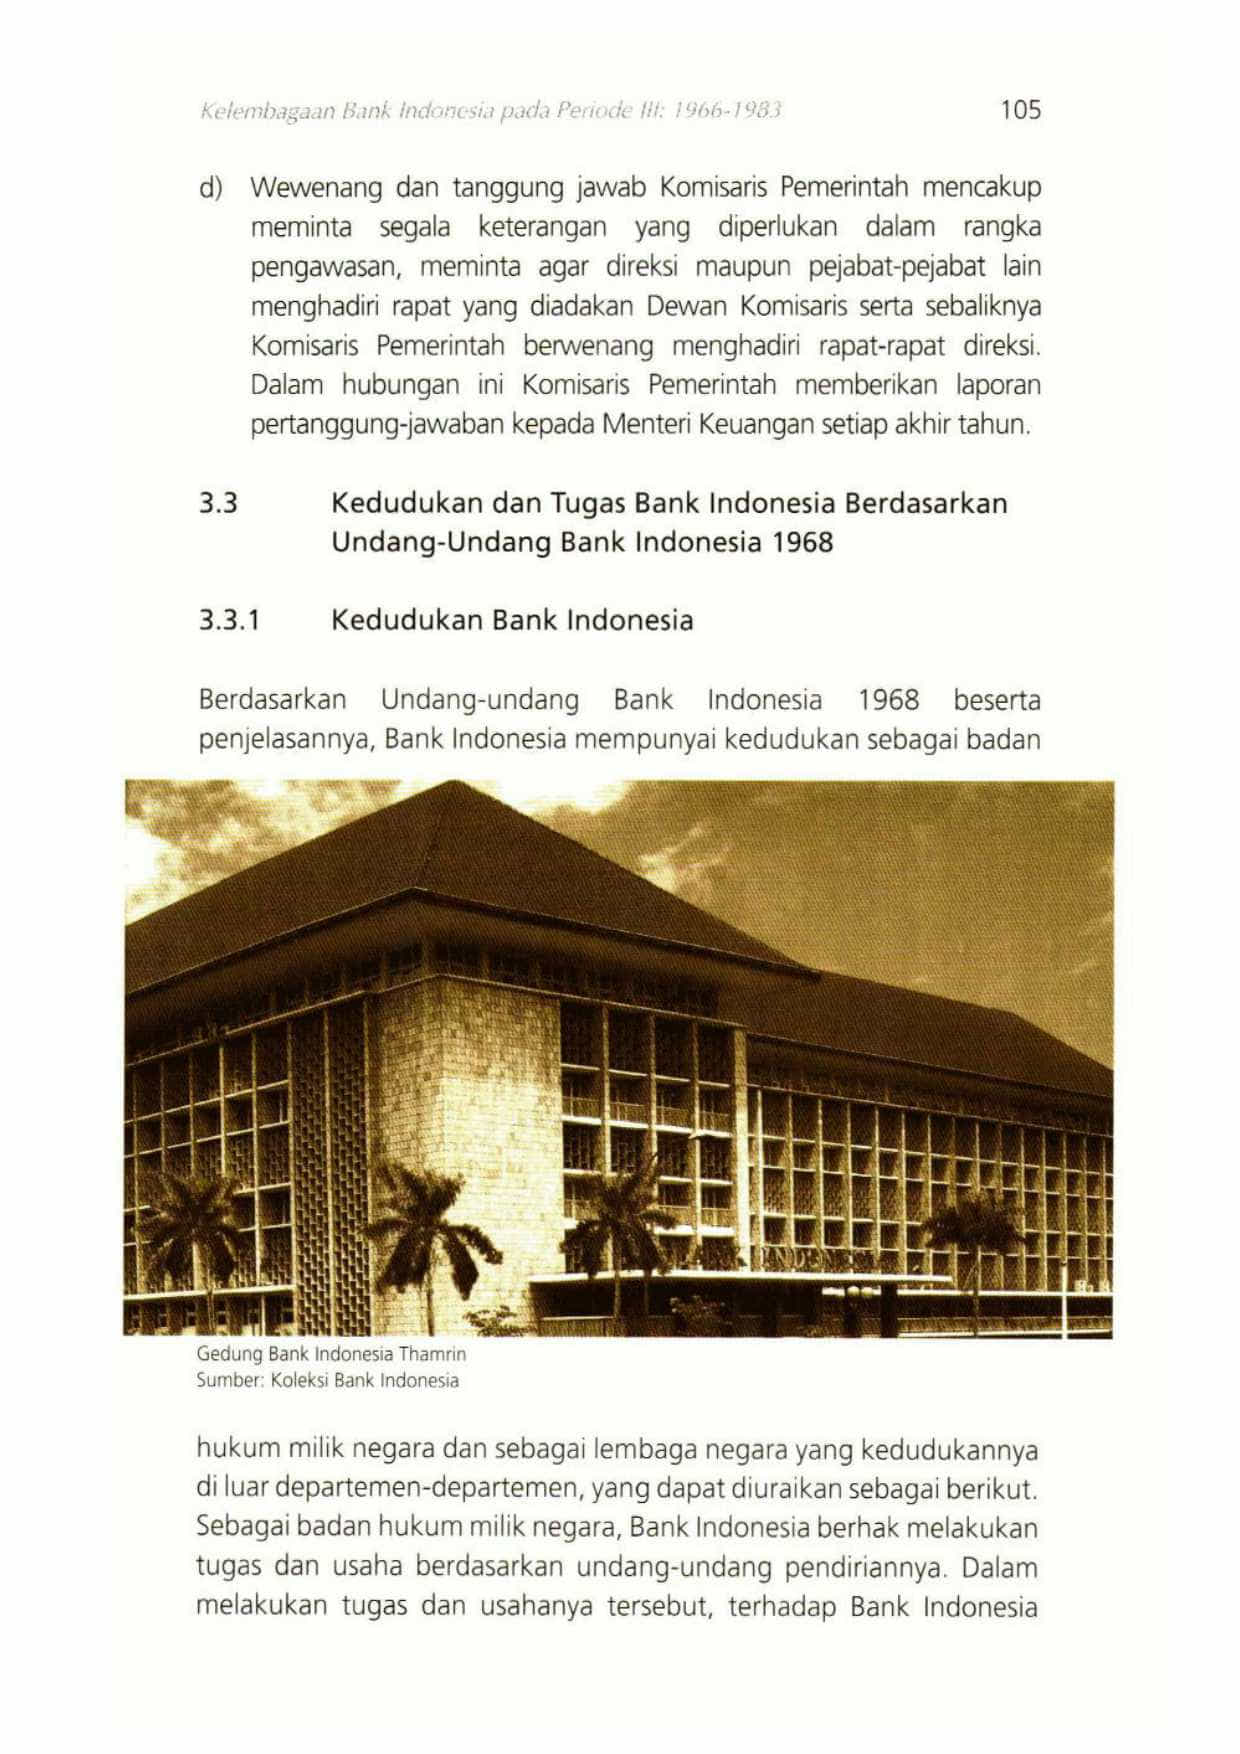 Kelembagaan Bank Indonesia pada Periode III: 1966-1983 105
d) Wewenang dan tanggung jawab Komisaris Pemerintah mencakup
meminta segala keterangan yang diperlukan dalam rangka
pengawasan, meminta agar direksi maupun pejabat-pejabat lain
menghadiri rapat yang diadakan Dewan Komisaris serta sebaliknya
Komisaris Pemerintah berwenang menghadiri rapat-rapat direksi.
Dalam hubungan ini Komisaris Pemerintah memberikan laporan
pertanggung-jawaban kepada Menteri Keuangan setiap akhir tahun.
3.3 Kedudukan dan Tugas Bank Indonesia Berdasarkan
Undang-Undang Bank Indonesia 1968
3.3.1 Kedudukan Bank Indonesia
Berdasarkan Undang-undang Bank Indonesia 1968 beserta
penjelasannya, Bank Indonesia mempunyai kedudukan sebagai badan
Gedung Bank Indonesia Thamrin
Sumber: Koleksi Bank Indonesia
hukum milik negara dan sebagai lembaga negara yang kedudukannya
di luar departemen-departemen, yang dapat diuraikan sebagai berikut.
Sebagai badan hukum milik negara, Bank Indonesia berhak melakukan
tugas dan usaha berdasarkan undang-undang pendiriannya. Dalam
melakukan tugas dan usahanya tersebut, terhadap Bank Indonesia